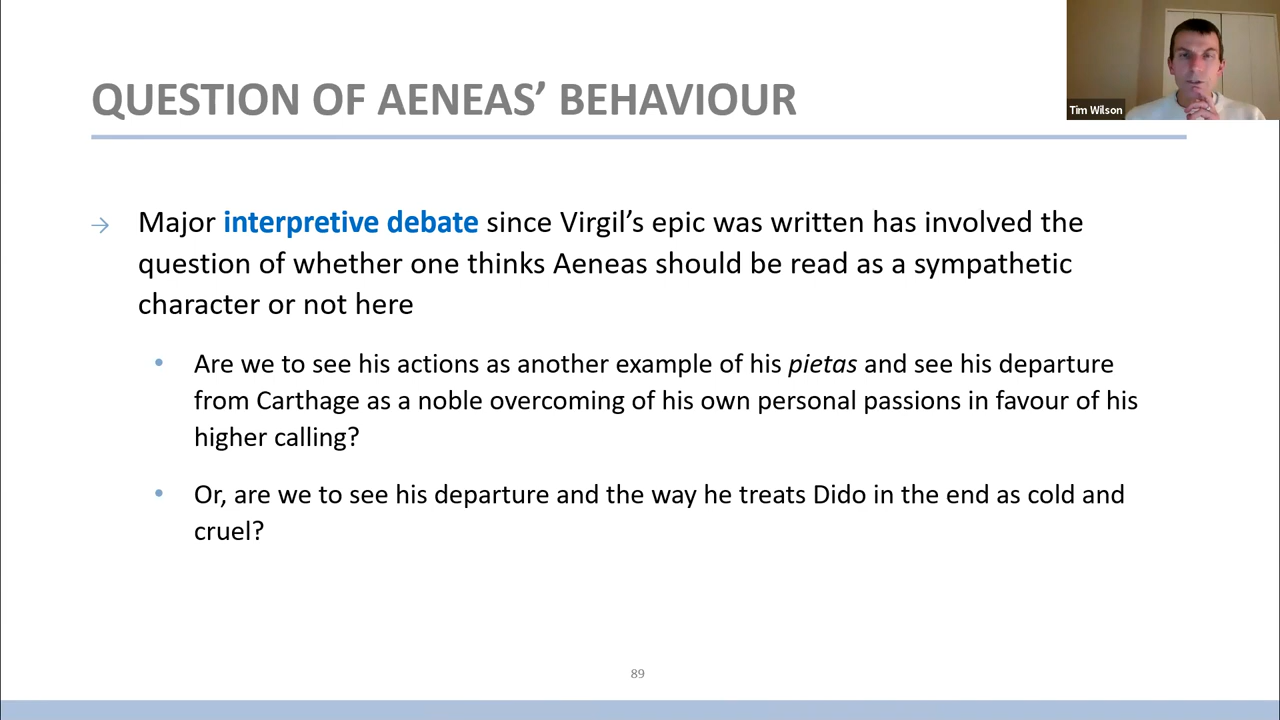 QUESTION OF AENEAS’ BEHAVIOUR
Tim Wilson
→ Major interpretive debate since Virgil’s epic was written has involved the
question of whether one thinks Aeneas should be read as a sympathetic
character or not here
• Are we to see his actions as another example of his pietas and see his departure
from Carthage as a noble overcoming of his own personal passions in favour of his
higher calling?
• Or, are we to see his departure and the way he treats Dido in the end as cold and
cruel?
89